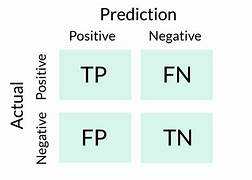 Prediction
Positive Negative
Actual
Positive
TP FN
Negative
FP TN